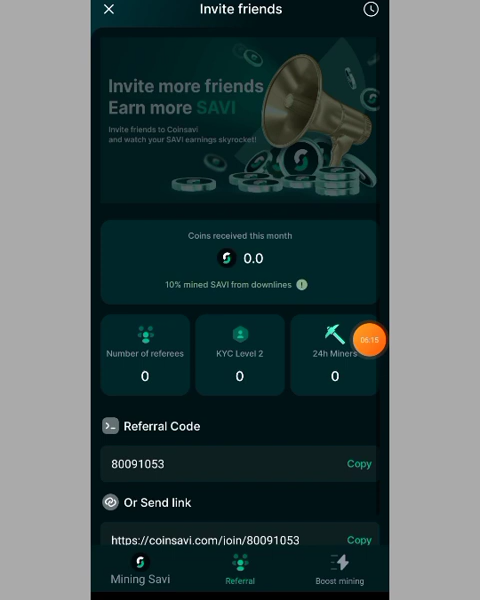 Invite friends
Invite more friends
Earn more SAVI
Invite friends to Coinsavi
and watch your SAVI earnings skyrocket!
Coins received this month
0.0
10% mined SAVI from downlines
Number of referees
KYC Level 2
24h Miners
06:15
0
0
0
Referral Code
80091053
Copy
Or Send link
https://coinsavi.com/join/80091053
Copy
Mining Savi
Referral
Boost mining